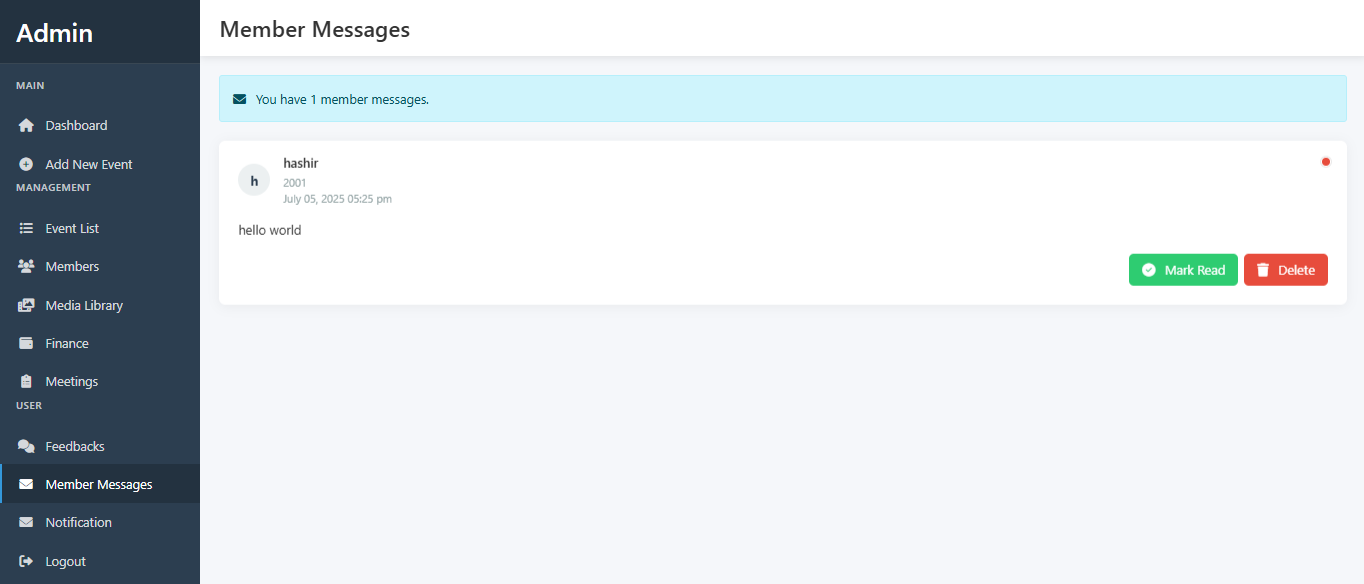 Admin
MAIN
Dashboard
Add New Event
MANAGEMENT
Event List
Members
Media Library
Finance
Meetings
USER
Feedbacks
Member Messages
Notification
Logout
Member Messages
You have 1 member messages.
h
hashir
2001
July 05, 2025 05:25 pm
hello world
Mark Read
Delete